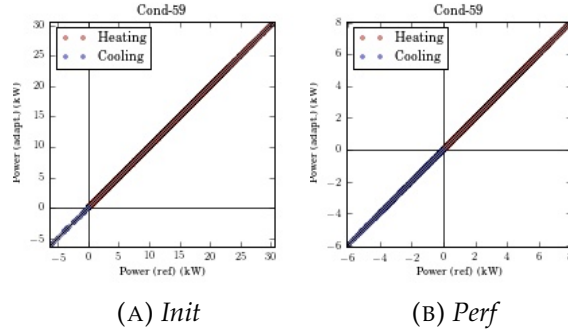 Cond-59
30
25
20
15
10
5
0
−5
Power (adapt.) (kW)
Heating
Cooling
−5 0 5 10 15 20 25 30
Power (ref) (kW)
(A) Init
Cond-59
8
6
4
2
0
−2
−4
−6
Power (adapt.) (kW)
Heating
Cooling
−6 −4 −2 0 2 4 6 8
Power (ref) (kW)
(B) Perf